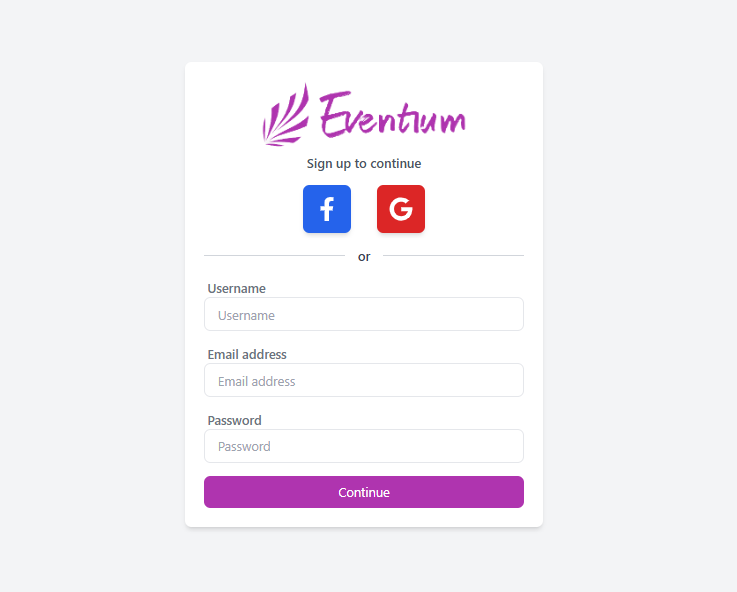 Eventium
Sign up to continue
f G
or
Username
Username
Email address
Email address
Password
Password
Continue